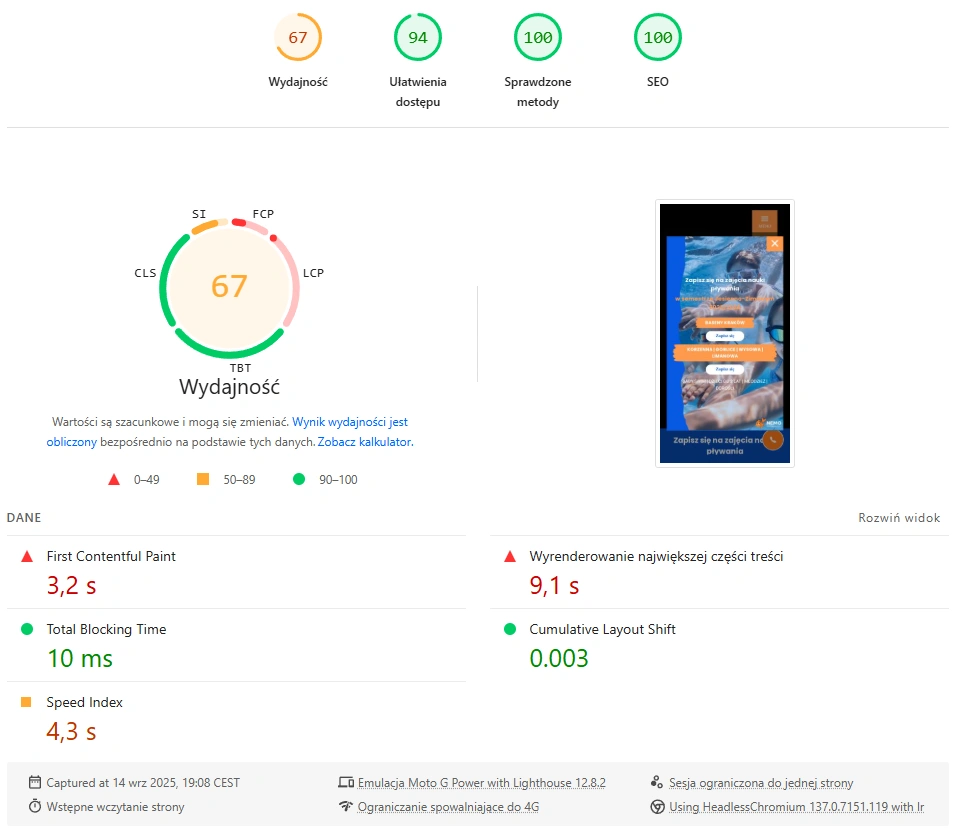 67
94
100
100
Wydajność
Ułatwienia dostępu
Sprawdzone metody
SEO
SI
FCP
CLS
67
LCP
TBT
Wydajność
Wartości są szacunkowe i mogą się zmieniać. Wynik wydajności jest
obliczony bezpośrednio na podstawie tych danych. Zobacz kalkulator.
0–49
50–89
90–100
Zapisz się na zajęcia nauki
pływania
Zapisz się
Zapisz się
Zapisz się na zajęcia
pływania
DANE
Rozwiń widok
First Contentful Paint
3,2 s
Wyrenderowanie największej części treści
9,1 s
Total Blocking Time
10 ms
Cumulative Layout Shift
0.003
Speed Index
4,3 s
Captured at 14 wrz 2025, 19:08 CEST
Emulacja Moto G Power with Lighthouse 12.8.2
Sesja ograniczona do jednej strony
Wstępne wczytanie strony
Ograniczanie spowalniające do 4G
Using HeadlessChromium 137.0.7151.119 with lr